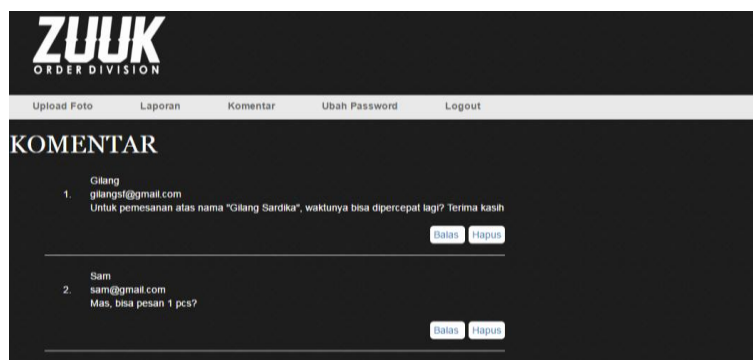 ZUUK
ORDER DIVISION
Upload Foto Laporan Komentar Ubah Password Logout
KOMENTAR
Gilang
1. gilangsf@gmail.com
Untuk pemesanan atas nama "Gilang Sardika", waktunya bisa dipercepat lagi? Terima kasih
Balas Hapus
Sam
2. sam@gmail.com
Mas, bisa pesan 1 pcs?
Balas Hapus